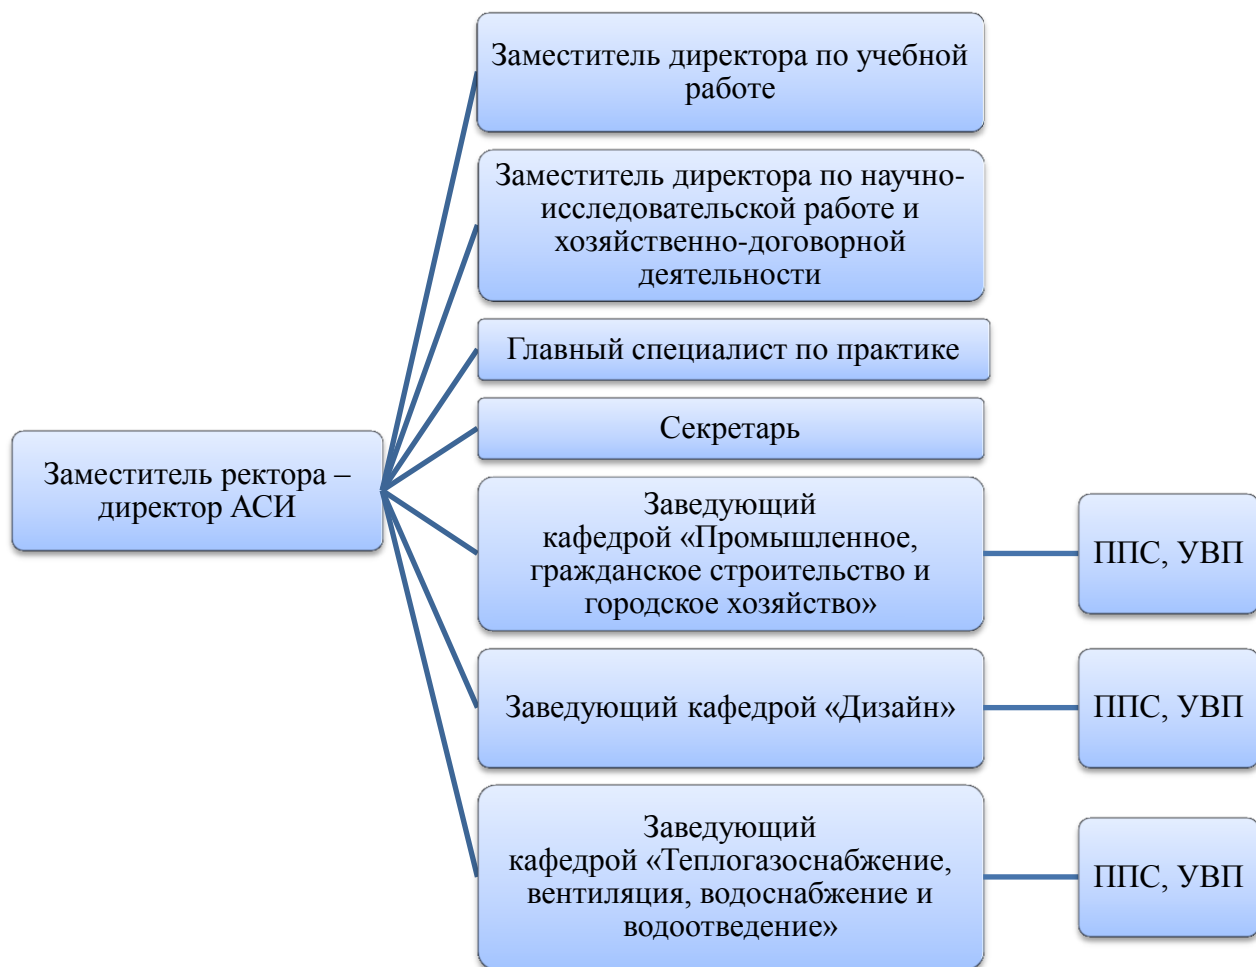 Заместитель директора по учебной
работе
Заместитель директора по научно-
исследовательской работе и
хозяйственно-договорной
деятельности
Главный специалист по практике
Секретарь
Заместитель ректора –
директор АСИ
Заведующий
кафедрой «Промышленное,
гражданское строительство и
городское хозяйство»
ППС, УВП
Заведующий кафедрой «Дизайн»
ППС, УВП
Заведующий
кафедрой «Теплогазоснабжение,
вентиляция, водоснабжение и
водоотведение»
ППС, УВП